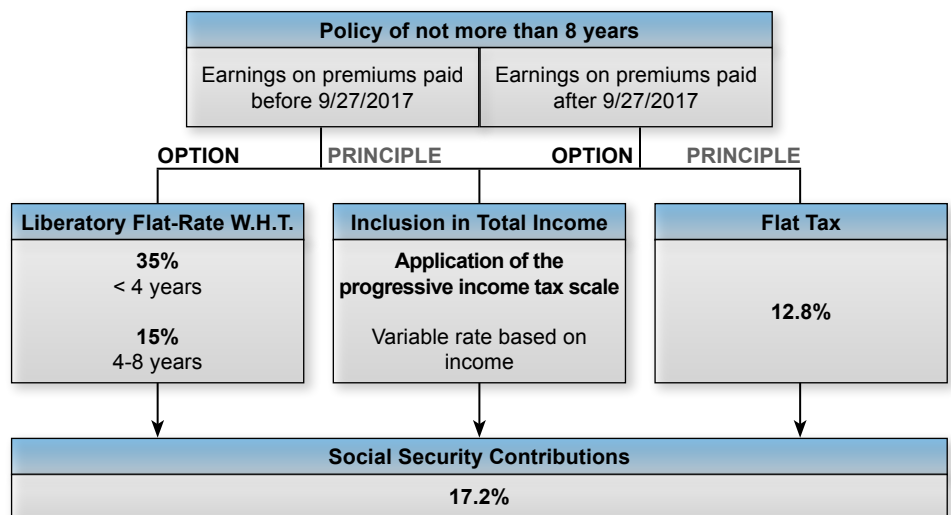 Policy of not more than 8 years
Earnings on premiums paid
before 9/27/2017
Earnings on premiums paid
after 9/27/2017
OPTION
PRINCIPLE
OPTION
PRINCIPLE
Liberatory Flat-Rate W.H.T.
35%
< 4 years
15%
4-8 years
Inclusion in Total Income
Application of the
progressive income tax scale
Variable rate based on
income
Flat Tax
12.8%
Social Security Contributions
17.2%